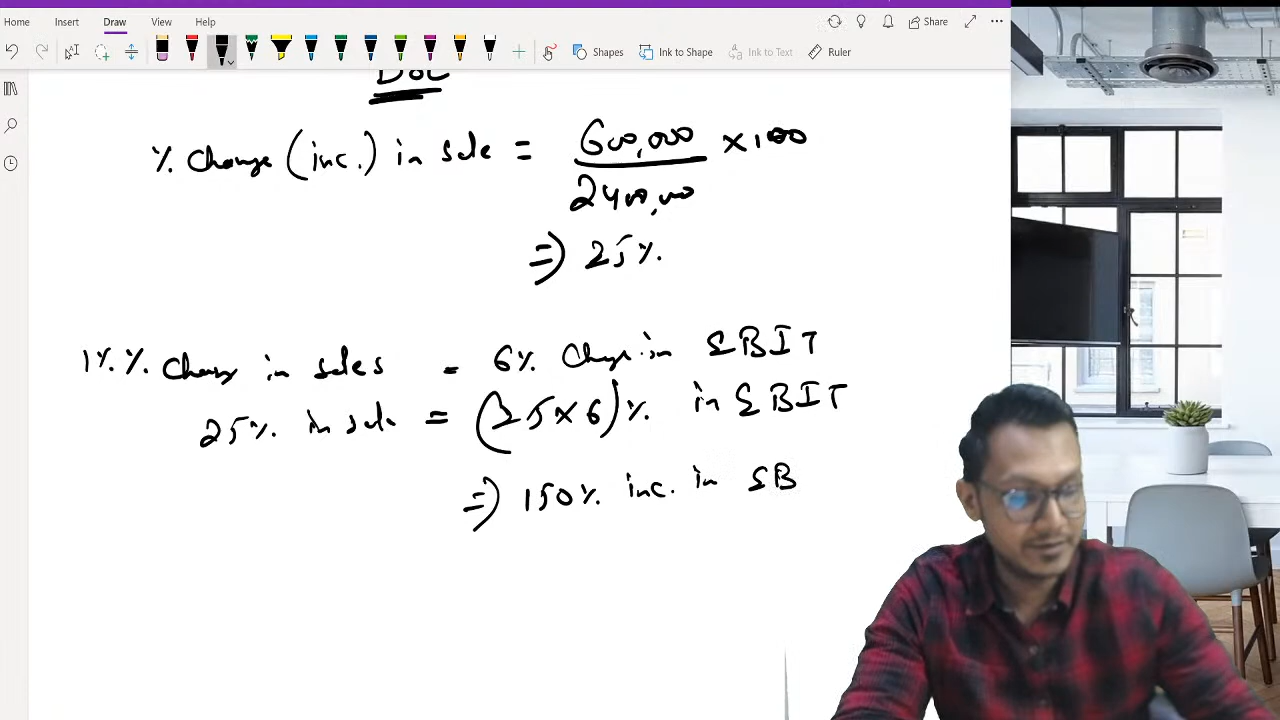 Home Insert Draw View Help Share
Shapes Ink to Shape Ink to Text Ruler
DOL
% Change (inc.) in sale = 600,000 × 100
2400,000
=> 25%
1% % Change in sales = 6% Change in EBIT
25% in sale = (25×6)% in EBIT
=> 150% inc. in EB